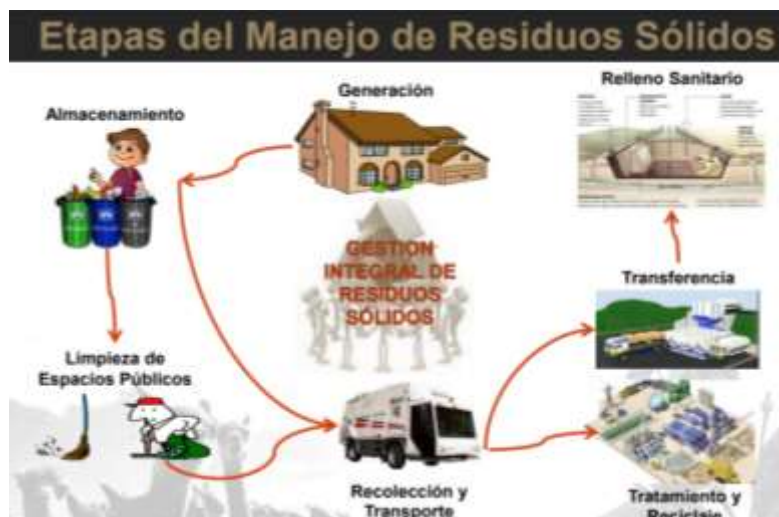 Etapas del Manejo de Residuos Sólidos
Almacenamiento
Generación
Relleno Sanitario
GESTION
INTEGRAL DE
RESIDUOS
SÓLIDOS
Transferencia
Limpieza de
Espacios Públicos
Recolección y
Transporte
Tratamiento y
Reciclaje